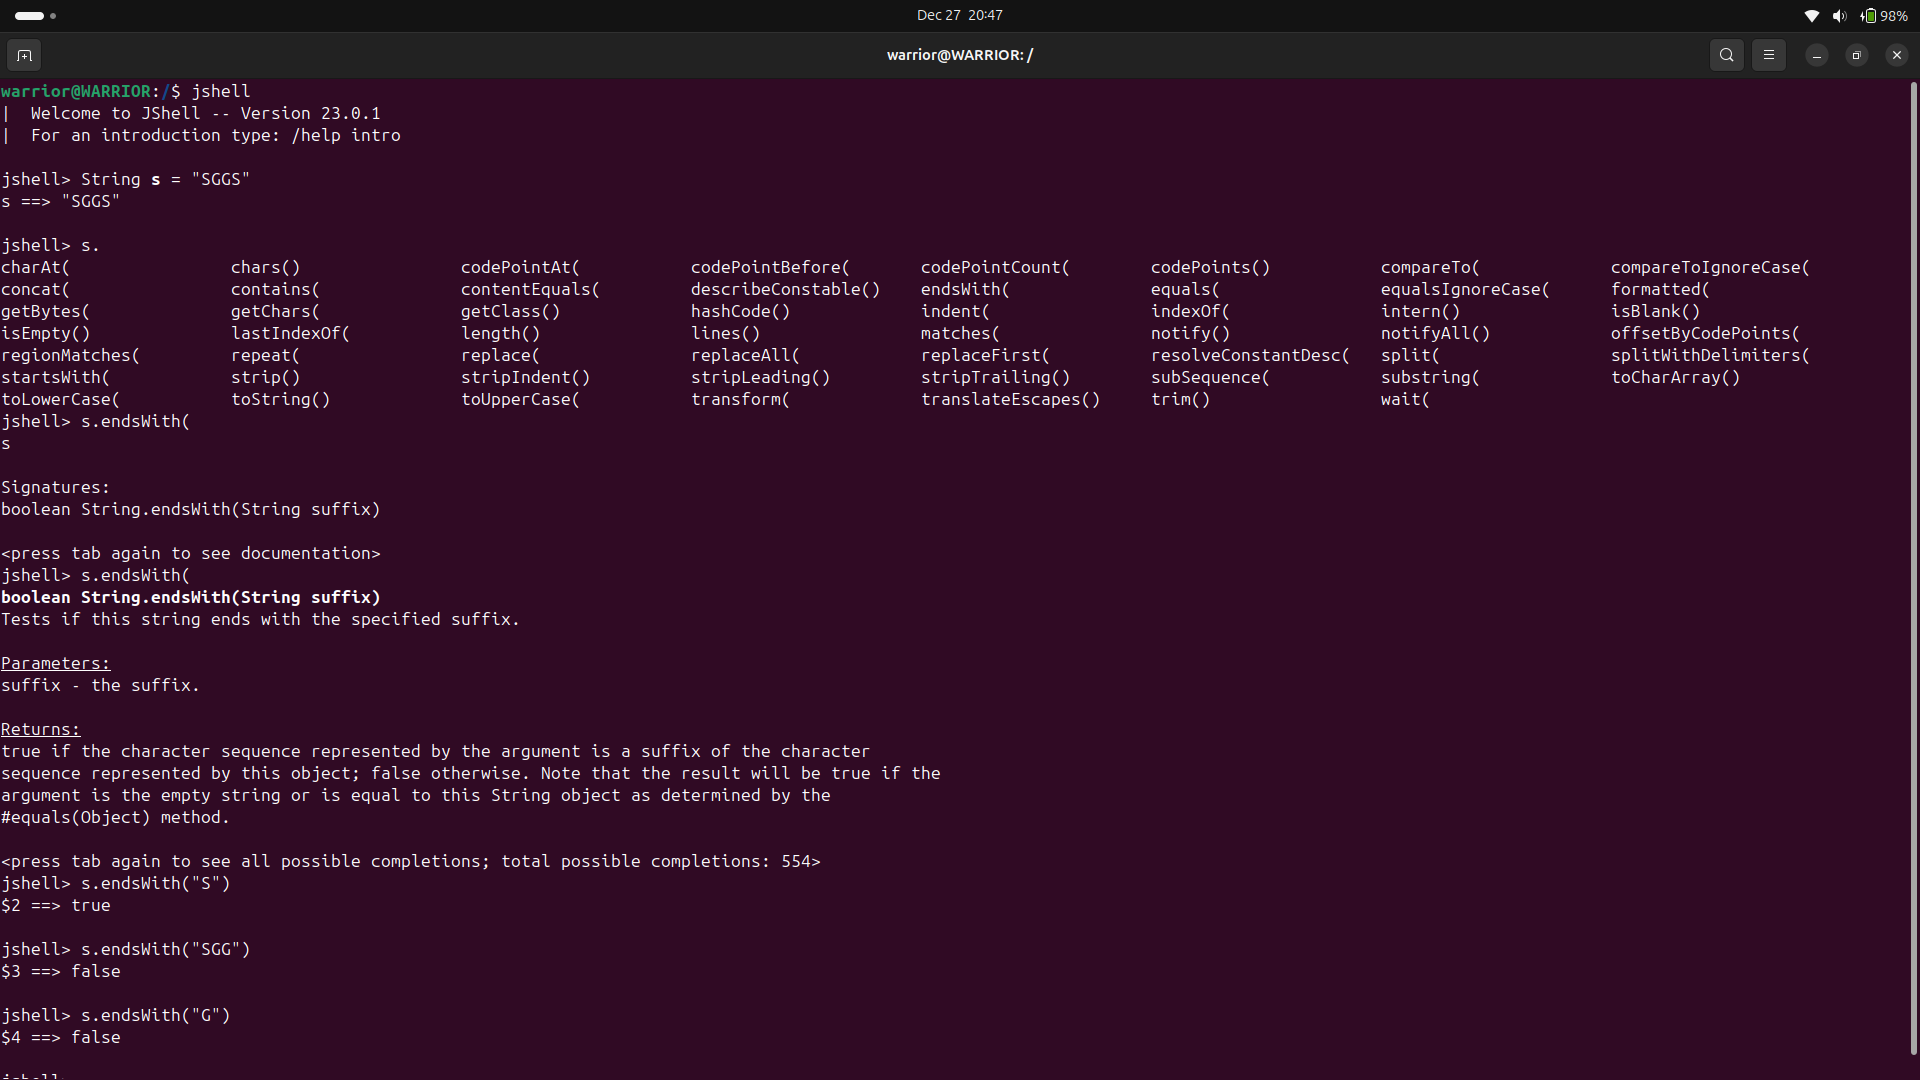 Dec 27 20:47
98%
warrior@WARRIOR: /
warrior@WARRIOR:/$ jshell
| Welcome to JShell -- Version 23.0.1
| For an introduction type: /help intro
jshell> String s = "SGGS"
s ==> "SGGS"
jshell> s.
charAt( chars() codePointAt( codePointBefore( codePointCount( codePoints() compareTo( compareToIgnoreCase(
concat( contains( contentEquals( describeConstable() endsWith( equals( equalsIgnoreCase( formatted(
getBytes( getChars( getClass() hashCode() indent( indexOf( intern() isBlank()
isEmpty() lastIndexOf( length() lines() matches( notify() notifyAll() offsetByCodePoints(
regionMatches( repeat( replace( replaceAll( replaceFirst( resolveConstantDesc( split( splitWithDelimiters(
startsWith( strip() stripIndent() stripLeading() stripTrailing() subSequence( substring( toCharArray()
toLowerCase( toString() toUpperCase( transform( translateEscapes() trim() wait(
jshell> s.endsWith(
s
Signatures:
boolean String.endsWith(String suffix)
<press tab again to see documentation>
jshell> s.endsWith(
boolean String.endsWith(String suffix)
Tests if this string ends with the specified suffix.
Parameters:
suffix - the suffix.
Returns:
true if the character sequence represented by the argument is a suffix of the character
sequence represented by this object; false otherwise. Note that the result will be true if the
argument is the empty string or is equal to this String object as determined by the
#equals(Object) method.
<press tab again to see all possible completions; total possible completions: 554>
jshell> s.endsWith("S")
$2 ==> true
jshell> s.endsWith("SGG")
$3 ==> false
jshell> s.endsWith("G")
$4 ==> false
jshell>